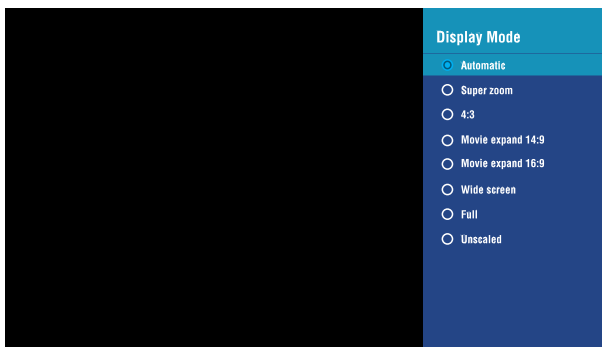 Display Mode
Automatic
Super zoom
4:3
Movie expand 14:9
Movie expand 16:9
Wide screen
Full
Unscaled